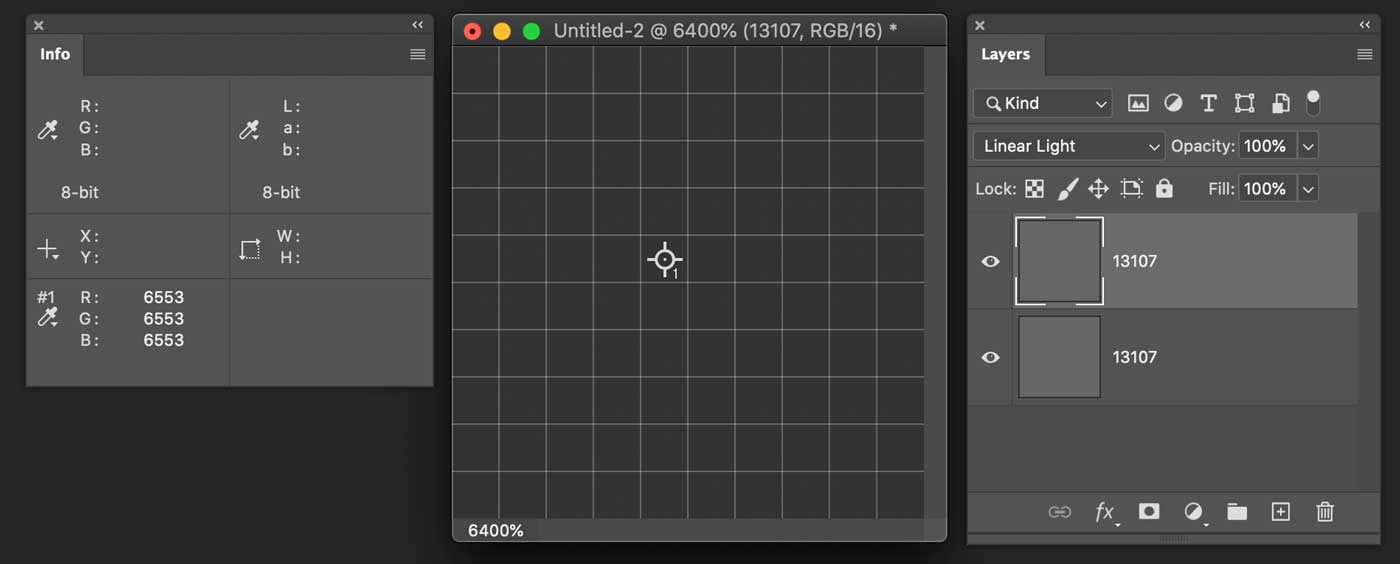 Info
R:
G:
B:
8-bit
L:
a:
b:
8-bit
X:
Y:
W:
H:
#1 R: 6553
G: 6553
B: 6553
Untitled-2 @ 6400% (13107, RGB/16) *
1
6400%
Layers
Kind
T
Linear Light Opacity: 100%
Lock: Fill: 100%
13107
13107
fx